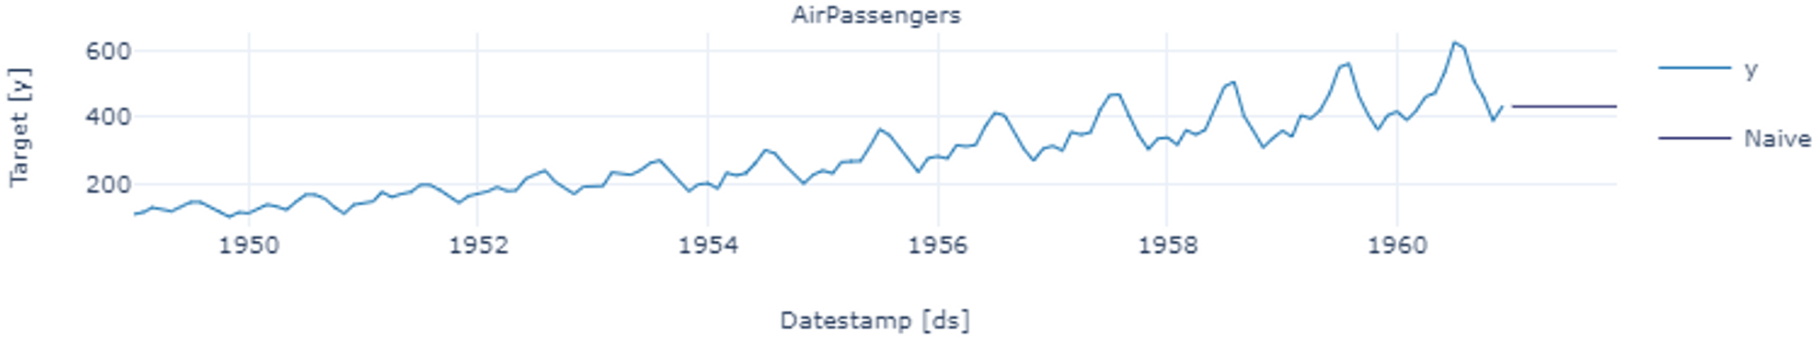 AirPassengers
Target [y]
600
400
200
1950 1952 1954 1956 1958 1960
Datestamp [ds]
y
Naive